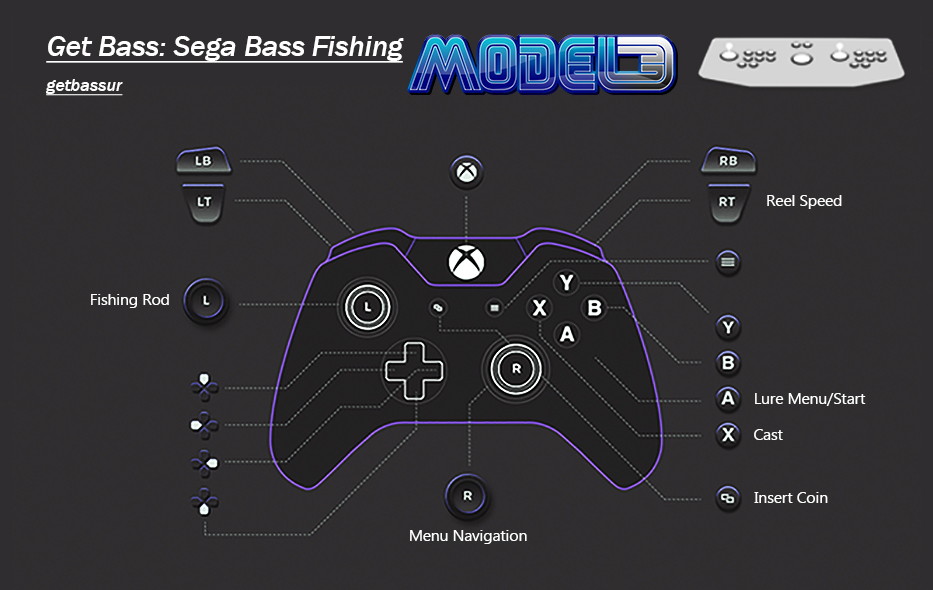 Get Bass: Sega Bass Fishing
MODEL3
getbassur
LB
RB
LT
RT
Reel Speed
Y
X
B
A
Fishing Rod
L
L
Y
R
B
A
Lure Menu/Start
X
Cast
R
Insert Coin
Menu Navigation